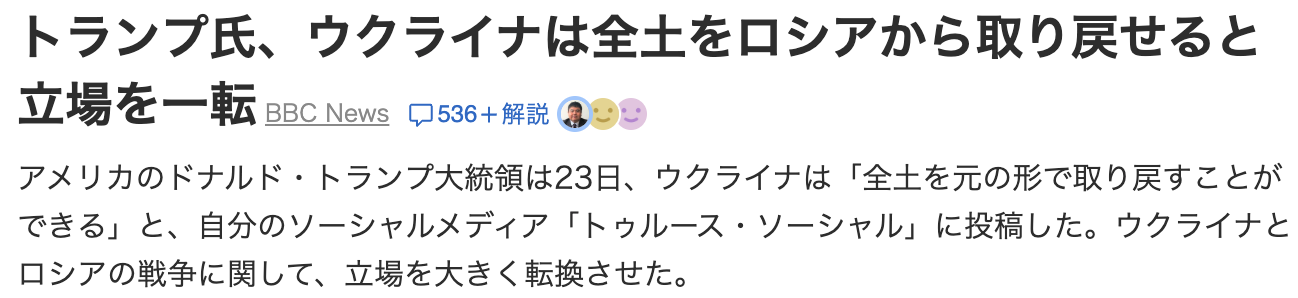 トランプ氏、ウクライナは全土をロシアから取り戻せると
立場を一転 BBC News 536+解説
アメリカのドナルド・トランプ大統領は23日、ウクライナは「全土を元の形で取り戻すことが
できる」と、自分のソーシャルメディア「トゥルース・ソーシャル」に投稿した。ウクライナと
ロシアの戦争に関して、立場を大きく転換させた。